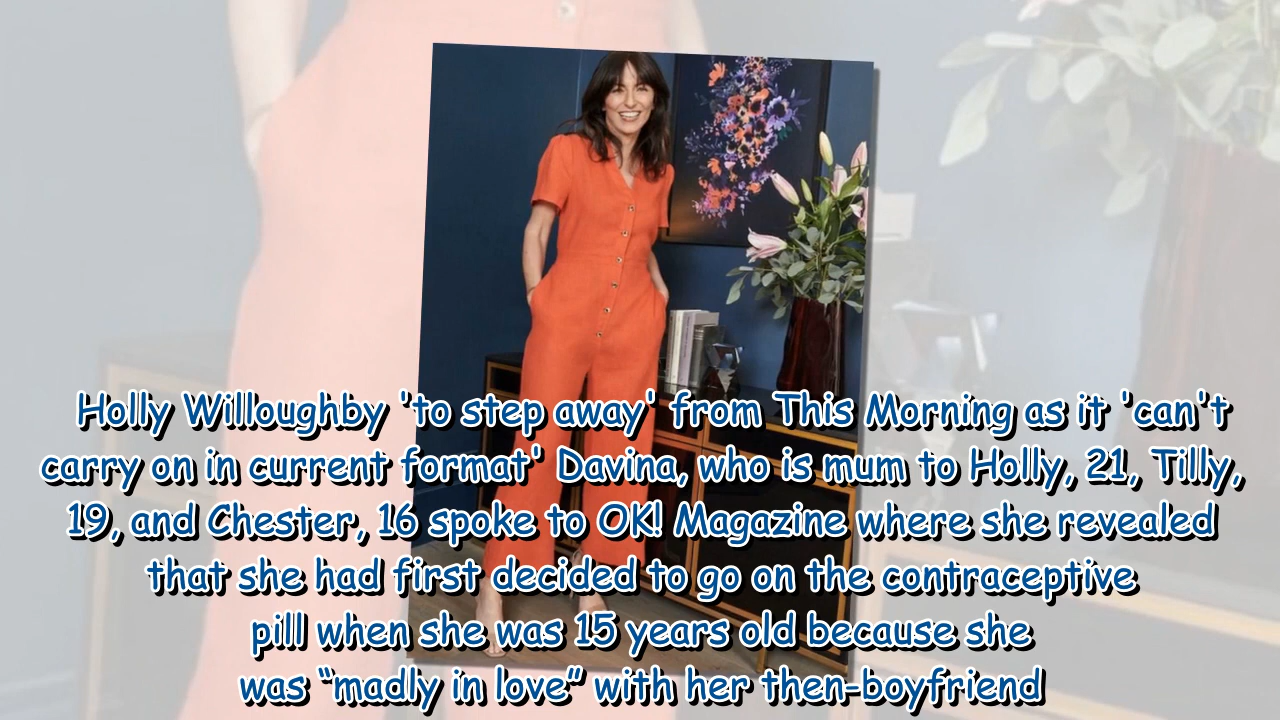 Holly Willoughby 'to step away' from This Morning as it 'can't
carry on in current format' Davina, who is mum to Holly, 21, Tilly,
19, and Chester, 16 spoke to OK! Magazine where she revealed
that she had first decided to go on the contraceptive
pill when she was 15 years old because she
was “madly in love” with her then-boyfriend